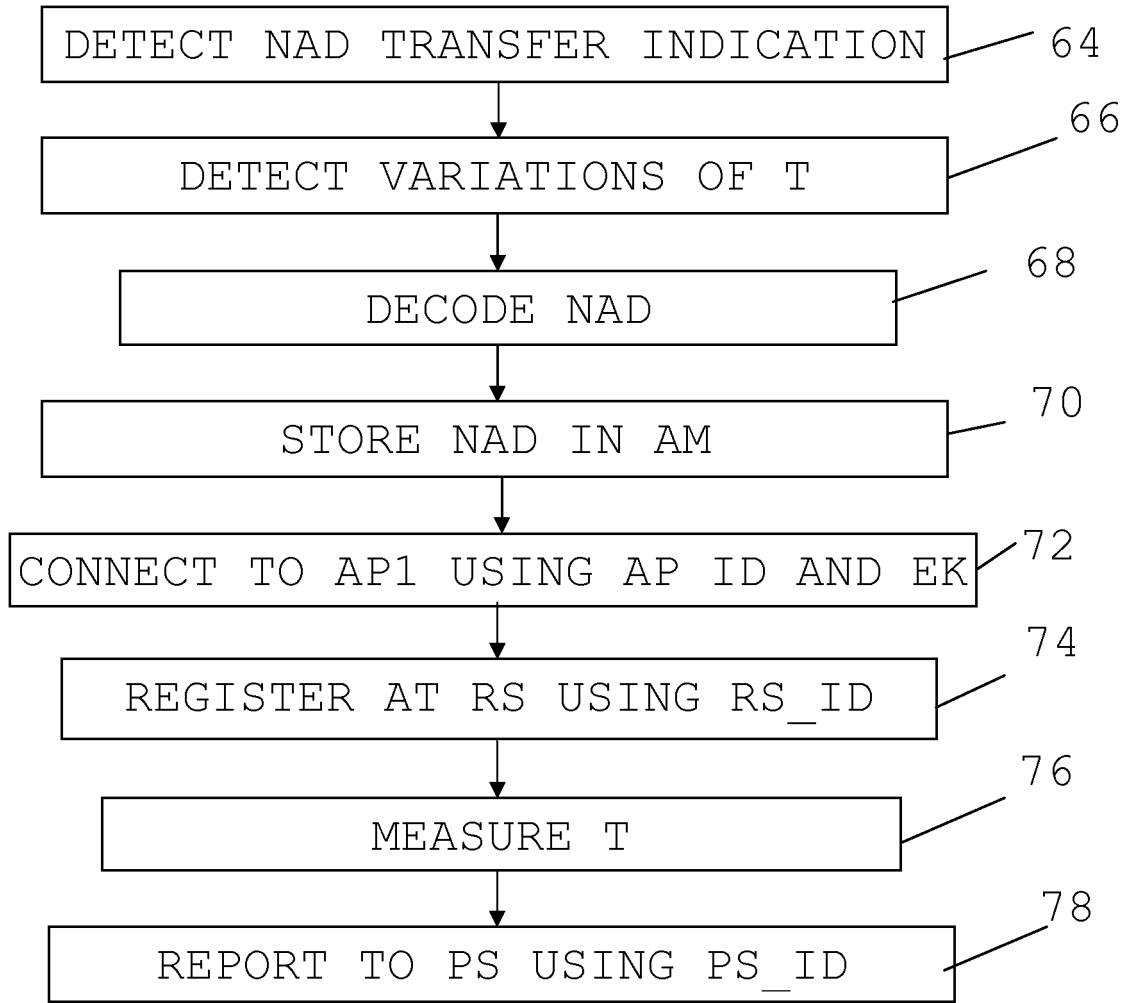 DETECT NAD TRANSFER INDICATION
64
66
DETECT VARIATIONS OF T
68
DECODE NAD
70
STORE NAD IN AM
CONNECT TO AP1 USING AP ID AND EK
72
74
REGISTER AT RS USING RS_ID
76
MEASURE T
78
REPORT TO PS USING PS_ID